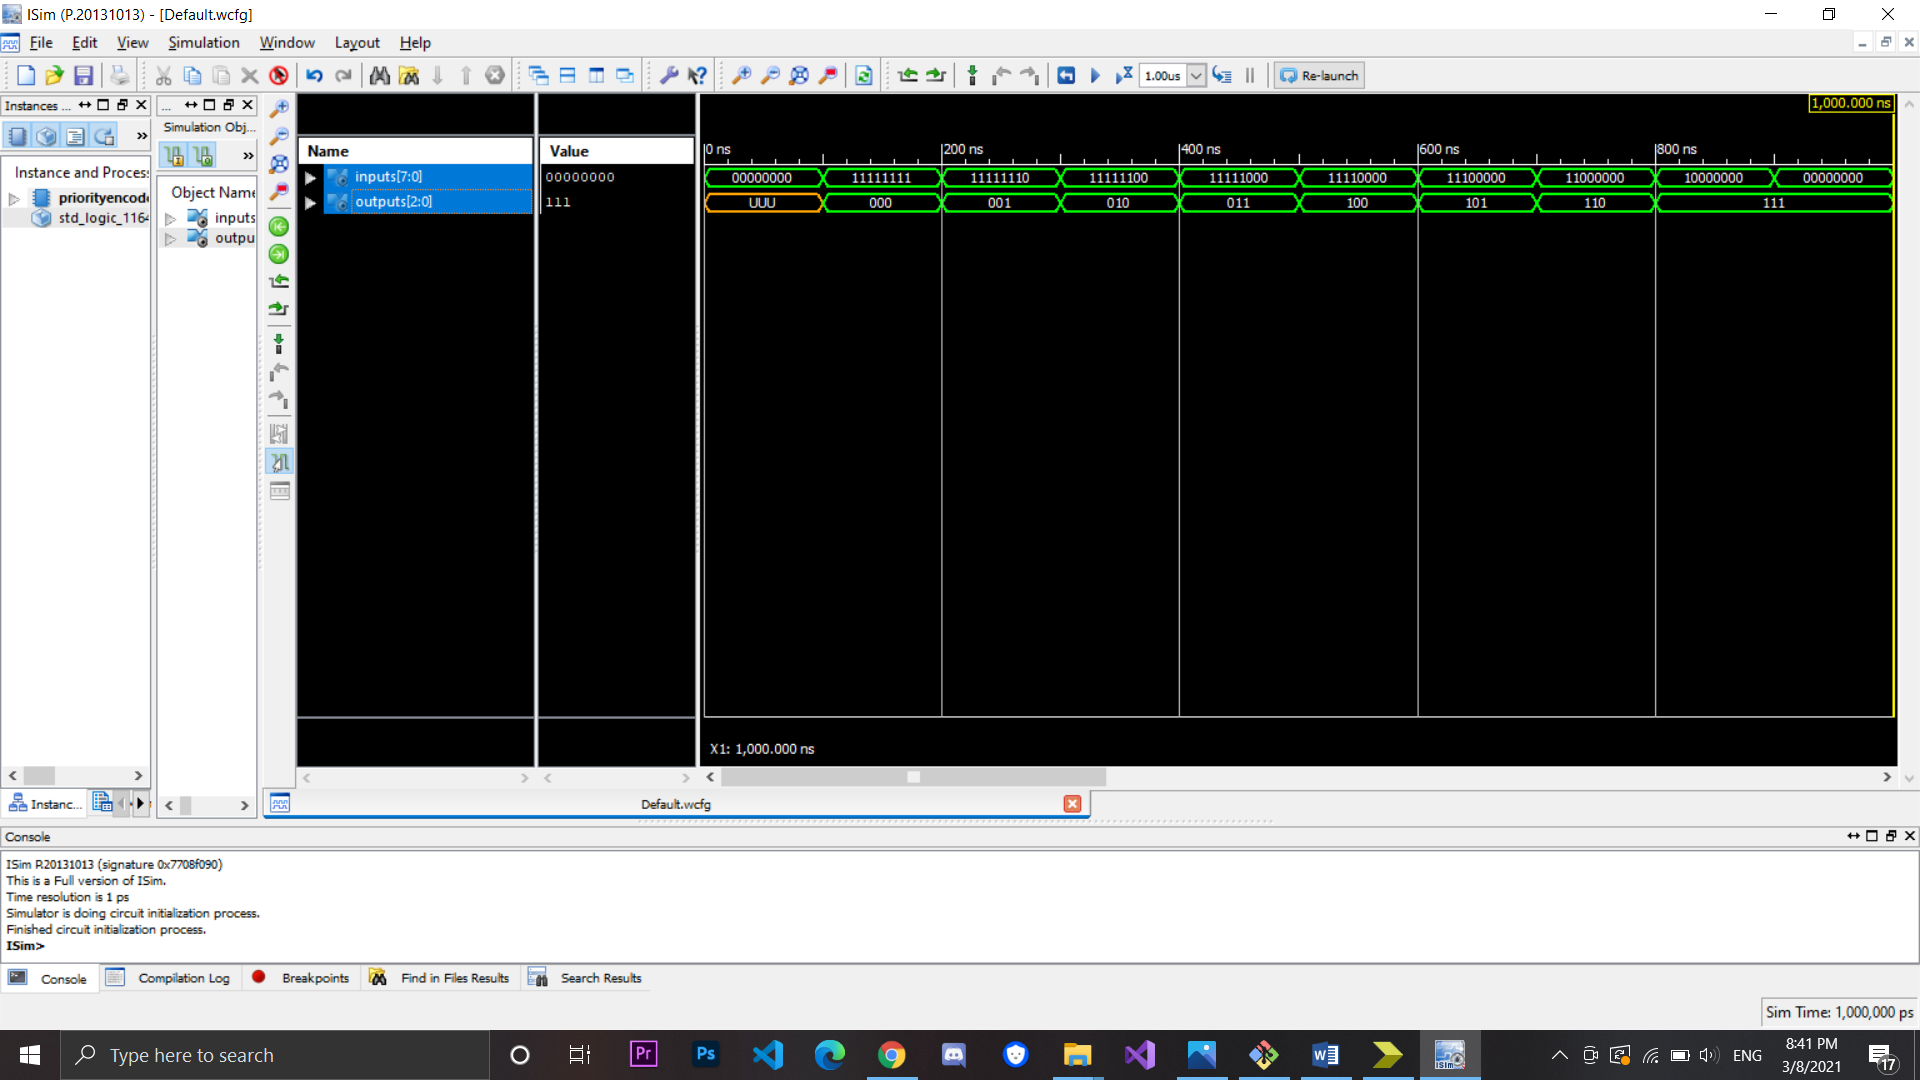 ISim (P.20131013) - [Default.wcfg]
File Edit View Simulation Window Layout Help
1.00us Re-launch
Instances ...
...
Simulation Obj...
Instance and Process
priorityencode
std_logic_1164
Object Name
inputs
outpu
Name Value
inputs[7:0] 00000000
outputs[2:0] 111
1,000.000 ns
0 ns 200 ns 400 ns 600 ns 800 ns
00000000 11111111 11111110 11111100 11111000 11110000 11100000 11000000 10000000 00000000
UUU 000 001 010 011 100 101 110 111
X1: 1,000.000 ns
Instanc...
Default.wcfg
Console
ISim P.20131013 (signature 0x7708f090)
This is a Full version of ISim.
Time resolution is 1 ps
Simulator is doing circuit initialization process.
Finished circuit initialization process.
ISim>
Console Compilation Log Breakpoints Find in Files Results Search Results
Sim Time: 1,000,000 ps
Type here to search
Pr
Ps
ISim
ENG
8:41 PM
3/8/2021
17